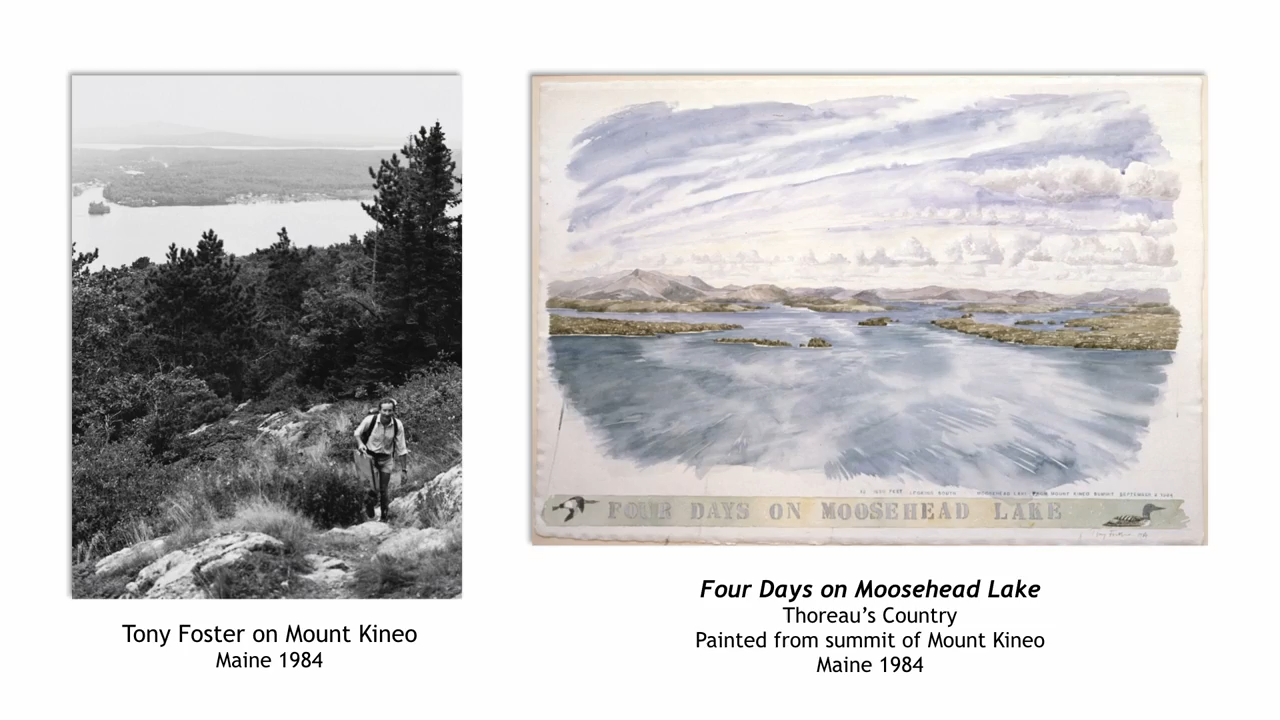 FOUR DAYS ON MOOSEHEAD LAKE
Tony Foster on Mount Kineo
Maine 1984
Four Days on Moosehead Lake
Thoreau’s Country
Painted from summit of Mount Kineo
Maine 1984